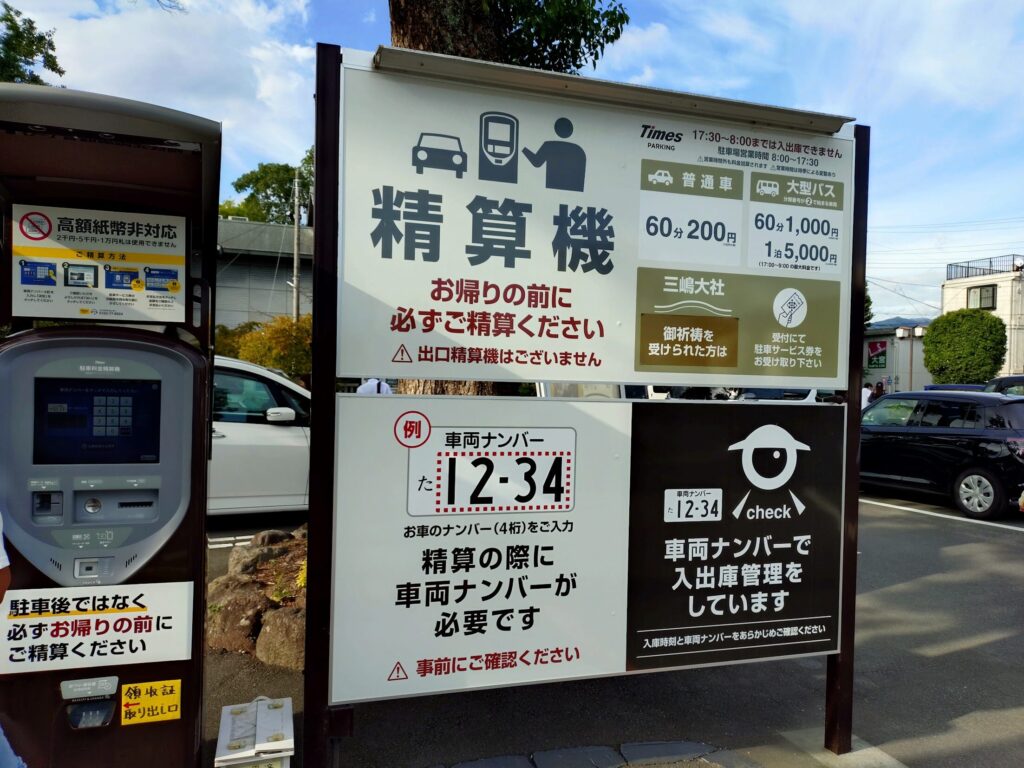 高額紙幣非対応
2千円・5千円・1万円札は使用できません
ご精算方法
1
2
3
4
Times
駐車料金精算機
駐車後ではなく
必ずお帰りの前に
ご精算ください
領収証
取り出し口
精算機
お帰りの前に
必ずご精算ください
出口精算機はございません
Times
PARKING
17:30~8:00までは入出庫できません
駐車場営業時間 8:00~17:30
普通車
60分 200円
大型バス
60分 1,000円
1泊 5,000円
三嶋大社
御祈祷を
受けられた方は
受付にて
駐車サービス券を
お受け取り下さい
例
車両ナンバー
た 12-34
お車のナンバー(4桁)をご入力
精算の際に
車両ナンバーが
必要です
事前にご確認ください
車両ナンバー
た 12-34
check
車両ナンバーで
入出庫管理を
しています
入庫時刻と車両ナンバーをあらかじめご確認ください